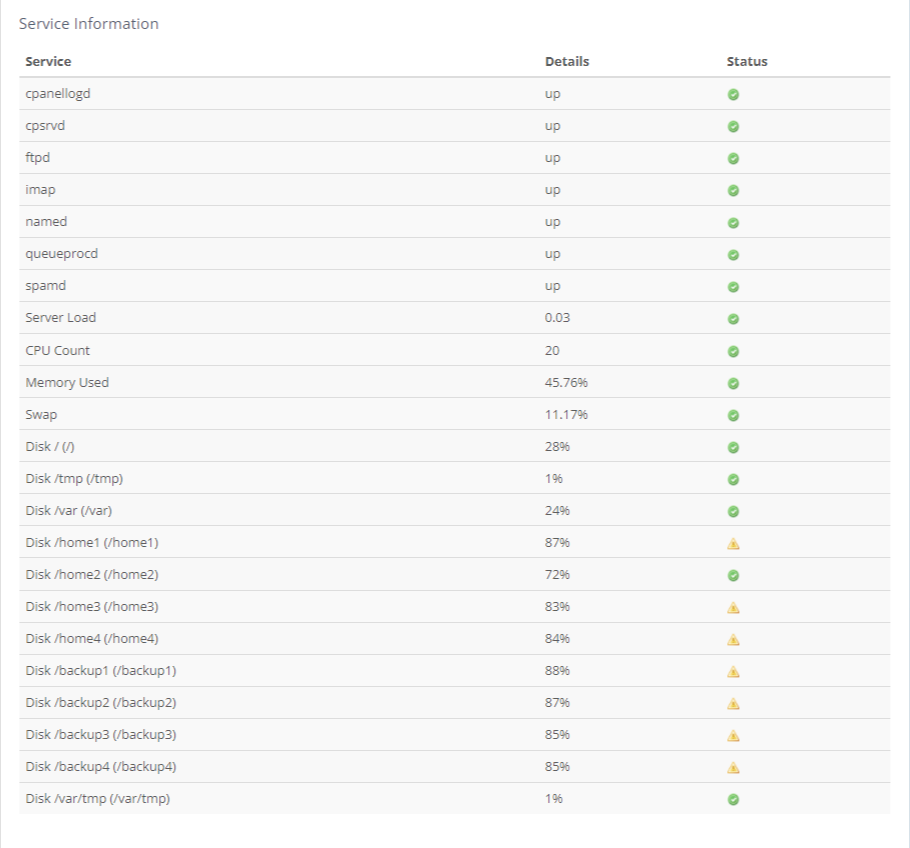 Service Information
Service Details Status
cpanellogd up
cpsrvd up
ftpd up
imap up
named up
queueprocd up
spamd up
Server Load 0.03
CPU Count 20
Memory Used 45.76%
Swap 11.17%
Disk / (/) 28%
Disk /tmp (/tmp) 1%
Disk /var (/var) 24%
Disk /home1 (/home1) 87%
Disk /home2 (/home2) 72%
Disk /home3 (/home3) 83%
Disk /home4 (/home4) 84%
Disk /backup1 (/backup1) 88%
Disk /backup2 (/backup2) 87%
Disk /backup3 (/backup3) 85%
Disk /backup4 (/backup4) 85%
Disk /var/tmp (/var/tmp) 1%